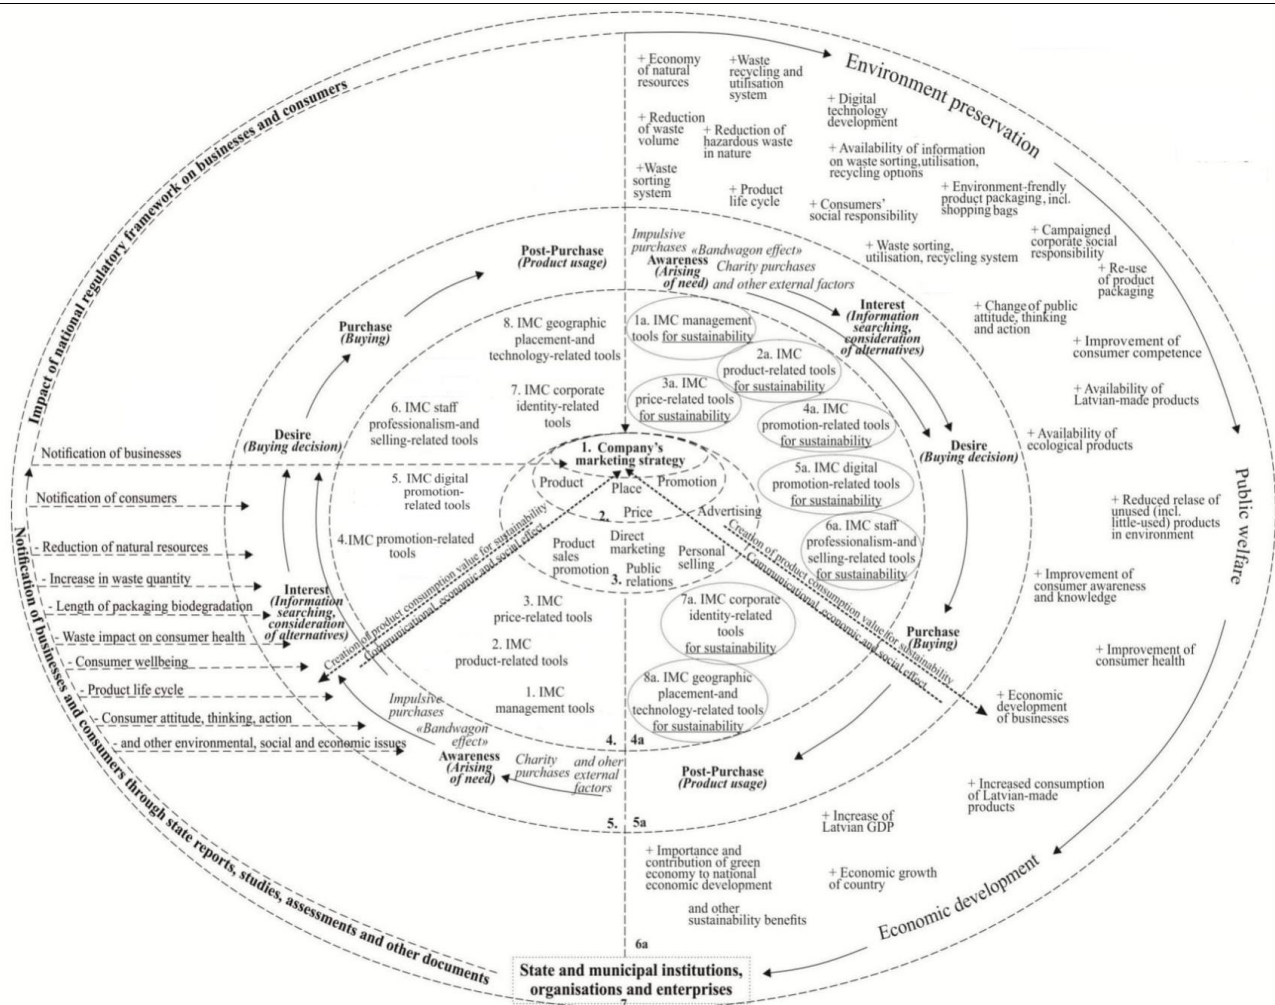 Environment preservation
+ Economy
of natural
resources
+Waste
recycling and
utilisation
system
+ Digital
technology
development
+ Reduction
of waste
volume
+ Reduction of
hazardous waste
in nature
+ Availability of information
on waste sorting,utilisation,
recycling options
+Waste
sorting
system
+ Product
life cycle
+ Consumers'
social responsibility
+ Environment-frendly
product packaging, incl.
shopping bags
+ Waste sorting,
utilisation, recycling system
+ Campaigned
corporate social
responsibility
+ Re-use
of product
packaging
+ Change of public
attitude, thinking
and action
+ Improvement of
consumer competence
+ Availability of
Latvian-made products
+ Availability of
ecological products
Public welfare
+ Reduced relase of
unused (incl.
little-used) products
in environment
+ Improvement of
consumer awareness
and knowledge
+ Improvement of
consumer health
+ Economic
development
of businesses
+ Increased consumption
of Latvian-made
products
+ Increase of
Latvian GDP
+ Importance and
contribution of green
economy to national
economic development
+ Economic growth
of country
and other
sustainability benefits
Economic development
6a
State and municipal institutions,
organisations and enterprises
7
Impact of national regulatory framework on businesses and consumers
Notification of businesses and consumers through state reports, studies, assessments and other documents
Notification of businesses
Notification of consumers
- Reduction of natural resources
- Increase in waste quantity
- Length of packaging biodegradation
- Waste impact on consumer health
- Consumer wellbeing
- Product life cycle
- Consumer attitude, thinking, action
- and other environmental, social and economic issues
Post-Purchase
(Product usage)
Purchase
(Buying)
Desire
(Buying decision)
Interest
(Information
searching,
consideration
of alternatives)
Impulsive
purchases
«Bandwagon
effect»
Awareness
(Arising
of need)
Charity
purchases
and oher
external
factors
Impulsive
purchases «Bandwagon effect»
Awareness
(Arising
of need)
Charity purchases
and other external factors
Interest
(Information
searching,
consideration
of alternatives)
Desire
(Buying decision)
Purchase
(Buying)
Post-Purchase
(Product usage)
5. 5a
8. IMC geographic
placement-and
technology-related tools
7. IMC corporate
identity-related
tools
6. IMC staff
professionalism-and
selling-related tools
5. IMC digital
promotion-
related tools
4.IMC promotion-related
tools
3. IMC
price-related tools
2. IMC
product-related tools
1. IMC
management tools
4. 4a
1a. IMC management
tools for sustainability
2a. IMC
product-related tools
for sustainability
3a. IMC
price-related tools
for sustainability
4a. IMC
promotion-related tools
for sustainability
5a. IMC digital
promotion-related tools
for sustainability
6a. IMC staff
professionalism-and
selling-related tools
for sustainability
7a. IMC corporate
identity-related
tools
for sustainability
8a. IMC geographic
placement-and
technology-related tools
for sustainability
1. Company's
marketing strategy
Product
Place
Promotion
2. Price
Advertising
Product
sales
promotion
Direct
marketing
Personal
selling
3. Public
relations
Creation of product consumption value for sustainability
Communicational, economic and social effect
Creation of product consumption value for sustainability
Communicational, economic and social effect